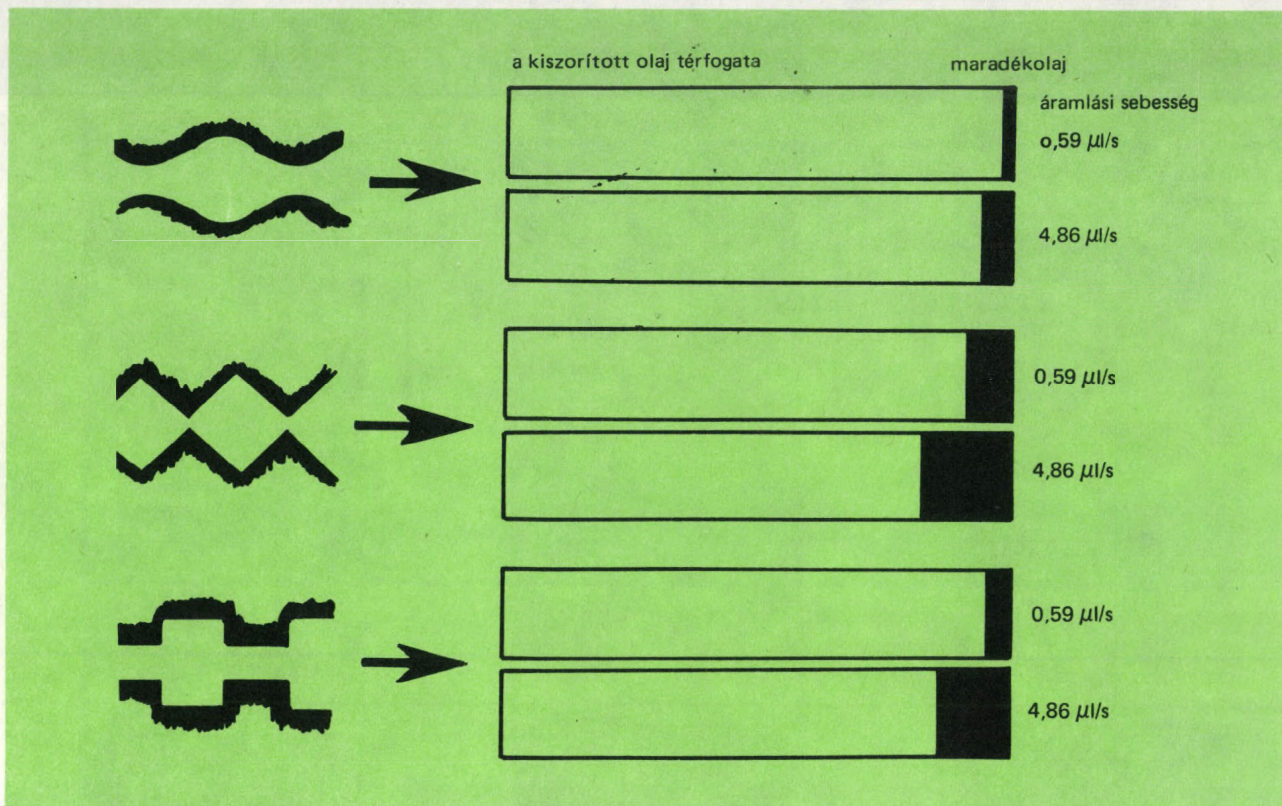 a kiszorított olaj térfogata
maradékolaj
áramlási sebesség
0,59 µl/s
4,86 µl/s
0,59 µl/s
4,86 µl/s
0,59 µl/s
4,86 µl/s